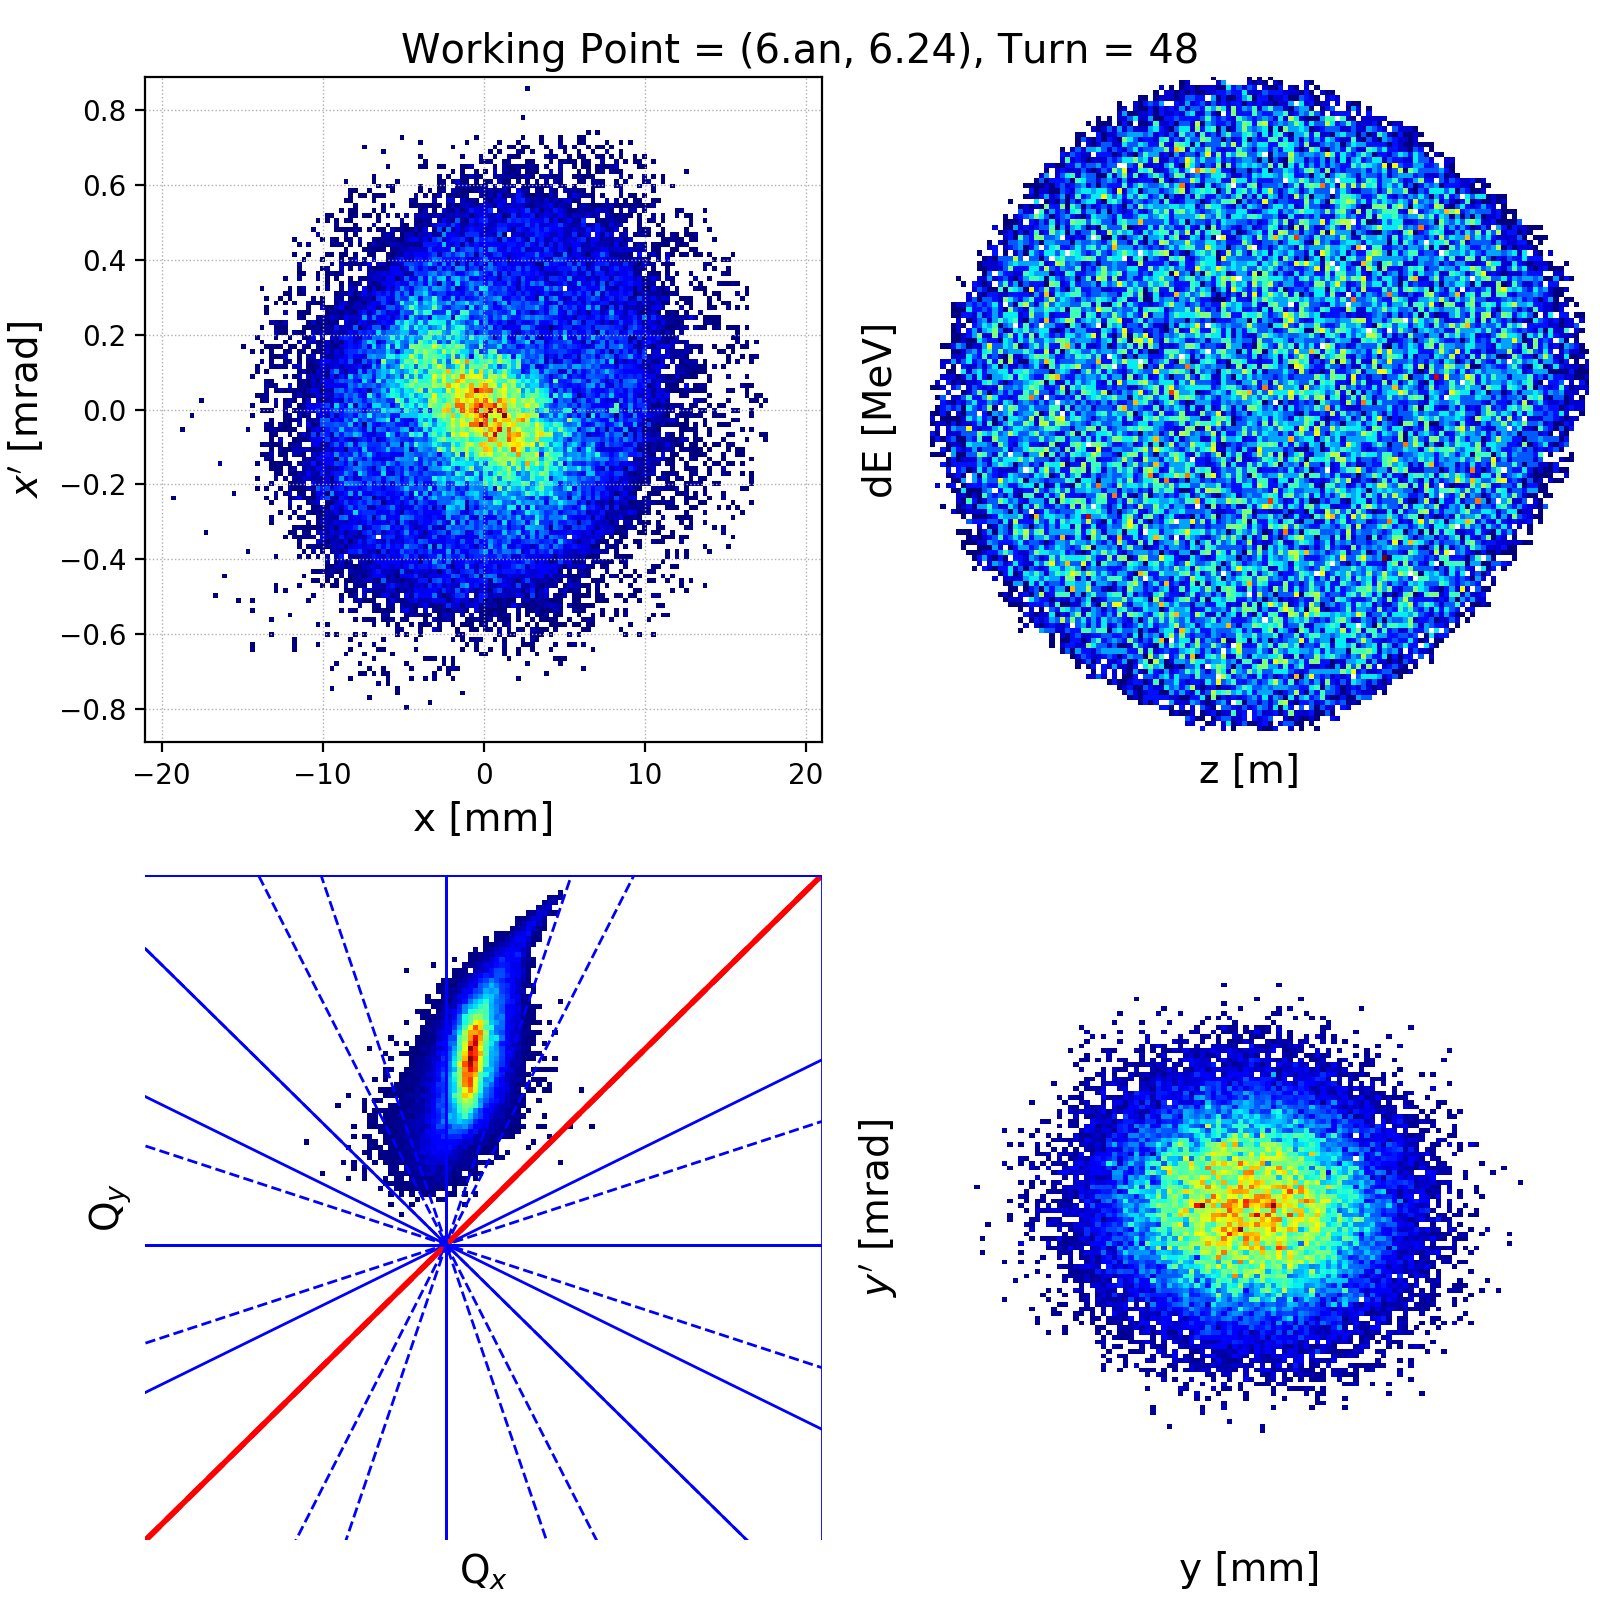 Working Point = (6.an, 6.24), Turn = 48
0.8
0.6
0.4
0.2
0.0
−0.2
−0.4
−0.6
−0.8
x′ [mrad]
−20 −10 0 10 20
x [mm]
dE [MeV]
z [m]
Qy
Qx
y′ [mrad]
y [mm]